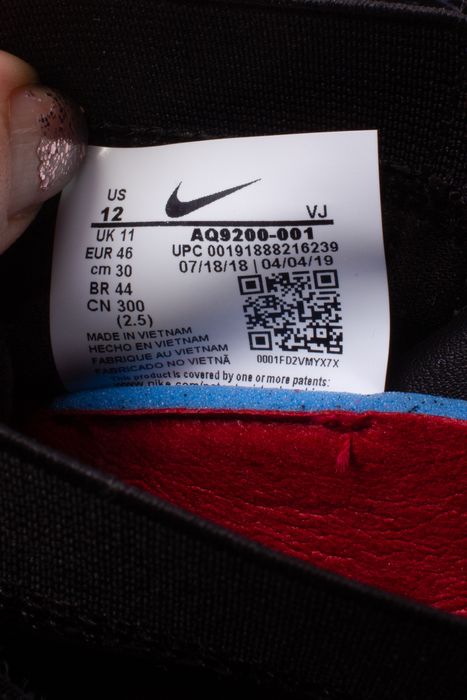 US
12 VJ
UK 11 AQ9200-001
EUR 46 UPC 00191888216239
cm 30 07/18/18 | 04/04/19
BR 44
CN 300
(2.5)
MADE IN VIETNAM
HECHO EN VIETNAM
FABRIQUE AU VIETNAM
FABRICADO NO VIETNÃ
0001FD2VMYX7X
This product is covered by one or more patents: